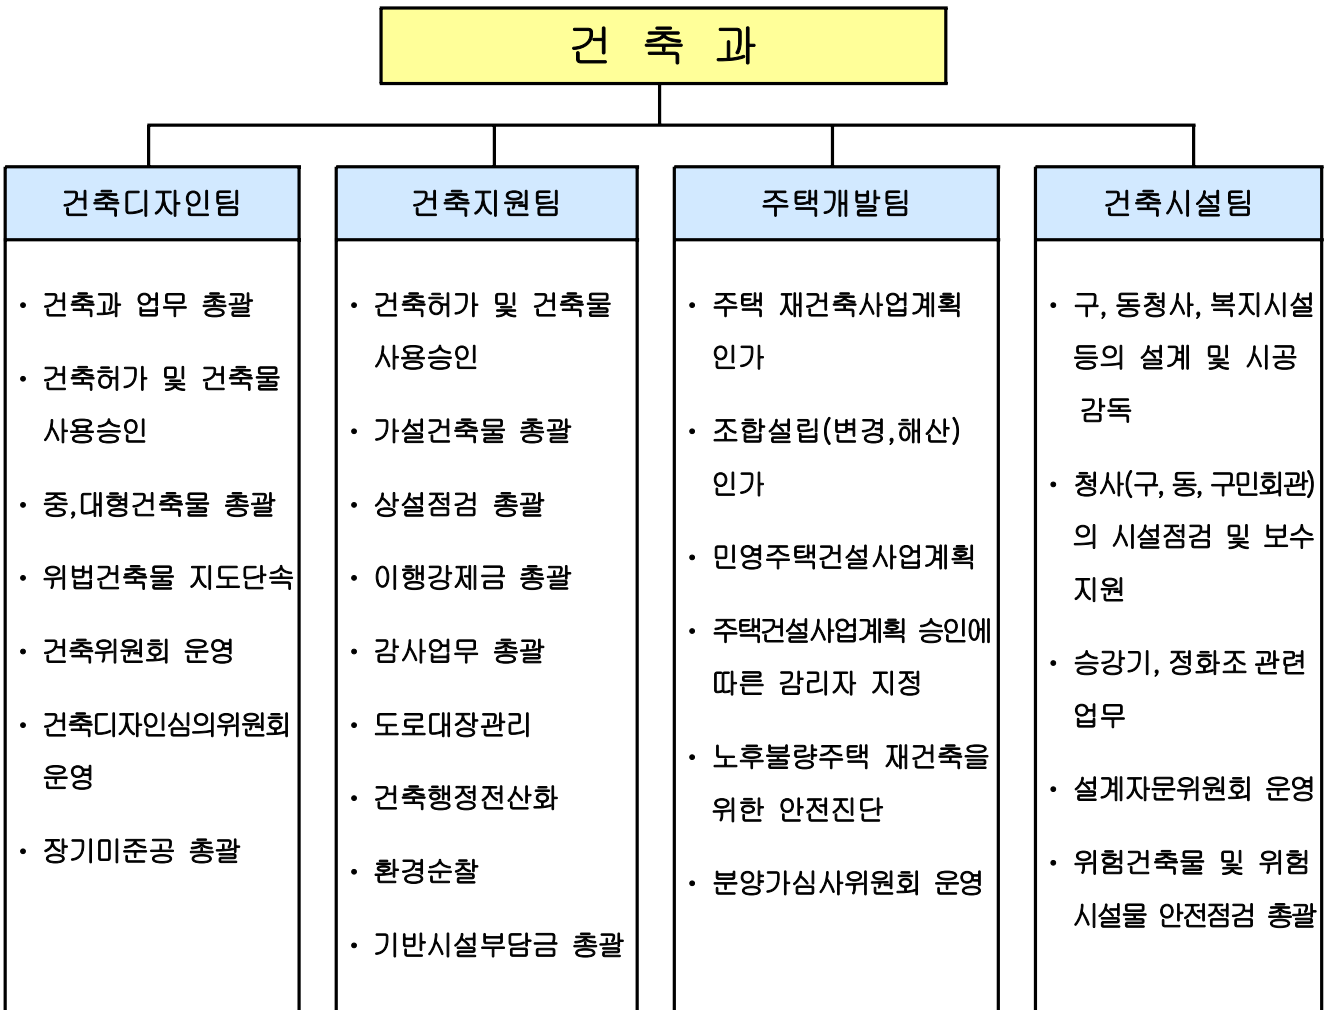 건 축 과
건축디자인팀
· 건축과 업무 총괄
· 건축허가 및 건축물
사용승인
· 중,대형건축물 총괄
· 위법건축물 지도단속
· 건축위원회 운영
· 건축디자인심의위원회
운영
· 장기미준공 총괄
건축지원팀
· 건축허가 및 건축물
사용승인
· 가설건축물 총괄
· 상설점검 총괄
· 이행강제금 총괄
· 감사업무 총괄
· 도로대장관리
· 건축행정전산화
· 환경순찰
· 기반시설부담금 총괄
주택개발팀
· 주택 재건축사업계획
인가
· 조합설립(변경,해산)
인가
· 민영주택건설사업계획
· 주택건설사업계획 승인에
따른 감리자 지정
· 노후불량주택 재건축을
위한 안전진단
· 분양가심사위원회 운영
건축시설팀
· 구, 동청사, 복지시설
등의 설계 및 시공
감독
· 청사(구, 동, 구민회관)
의 시설점검 및 보수
지원
· 승강기, 정화조 관련
업무
· 설계자문위원회 운영
· 위험건축물 및 위험
시설물 안전점검 총괄